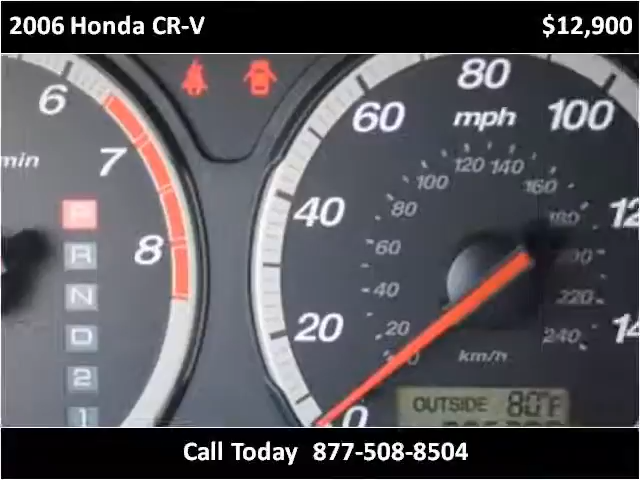 2006 Honda CR-V $12,900
80
6 60 mph 100
min 7 120 140
100 160
P 40 80 180
R 8 60 200
N 40 220
D 20 20 240
2 km/h
OUTSIDE 80°F
1 0
Call Today 877-508-8504